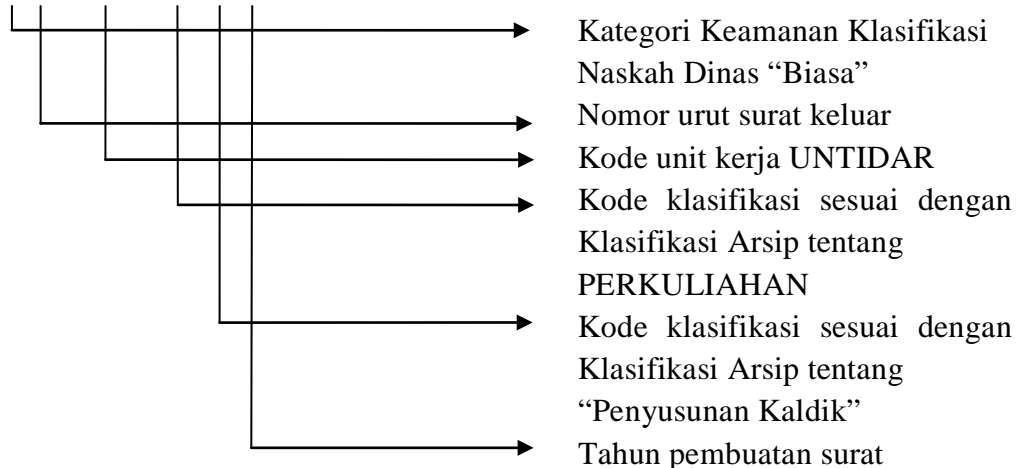 Kategori Keamanan Klasifikasi
Naskah Dinas “Biasa”
Nomor urut surat keluar
Kode unit kerja UNTIDAR
Kode klasifikasi sesuai dengan
Klasifikasi Arsip tentang
PERKULIAHAN
Kode klasifikasi sesuai dengan
Klasifikasi Arsip tentang
“Penyusunan Kaldik”
Tahun pembuatan surat